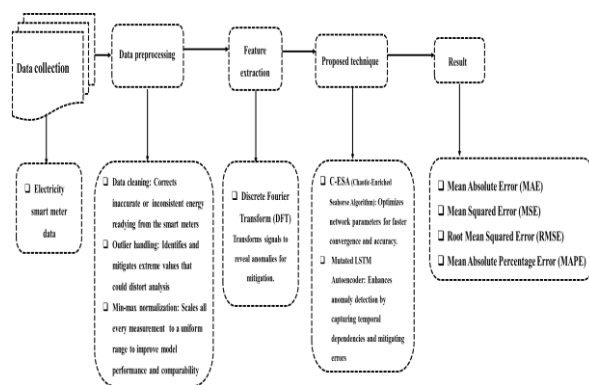 Data collection
Data preprocessing
Feature
extraction
Proposed technique
Result
❑ Electricity
smart meter
data
❑ Data cleaning: Corrects
inaccurate or inconsistent energy
readying from the smart meters
❑ Outlier handling: Identifies and
mitigates extreme values that
could distort analysis
❑ Min-max normalization: Scales all
every measurement to a uniform
range to improve model
performance and comparability
❑ Discrete Fourier
Transform (DFT)
Transforms signals to
reveal anomalies for
mitigation.
❑ C-ESA (Chaotic-Enriched
Seahorse Algorithm): Optimizes
network parameters for faster
convergence and accuracy.
❑ Mutated LSTM
Autoencoder: Enhances
anomaly detection by
capturing temporal
dependencies and mitigating
errors
❑ Mean Absolute Error (MAE)
❑ Mean Squared Error (MSE)
❑ Root Mean Squared Error (RMSE)
❑ Mean Absolute Percentage Error (MAPE)